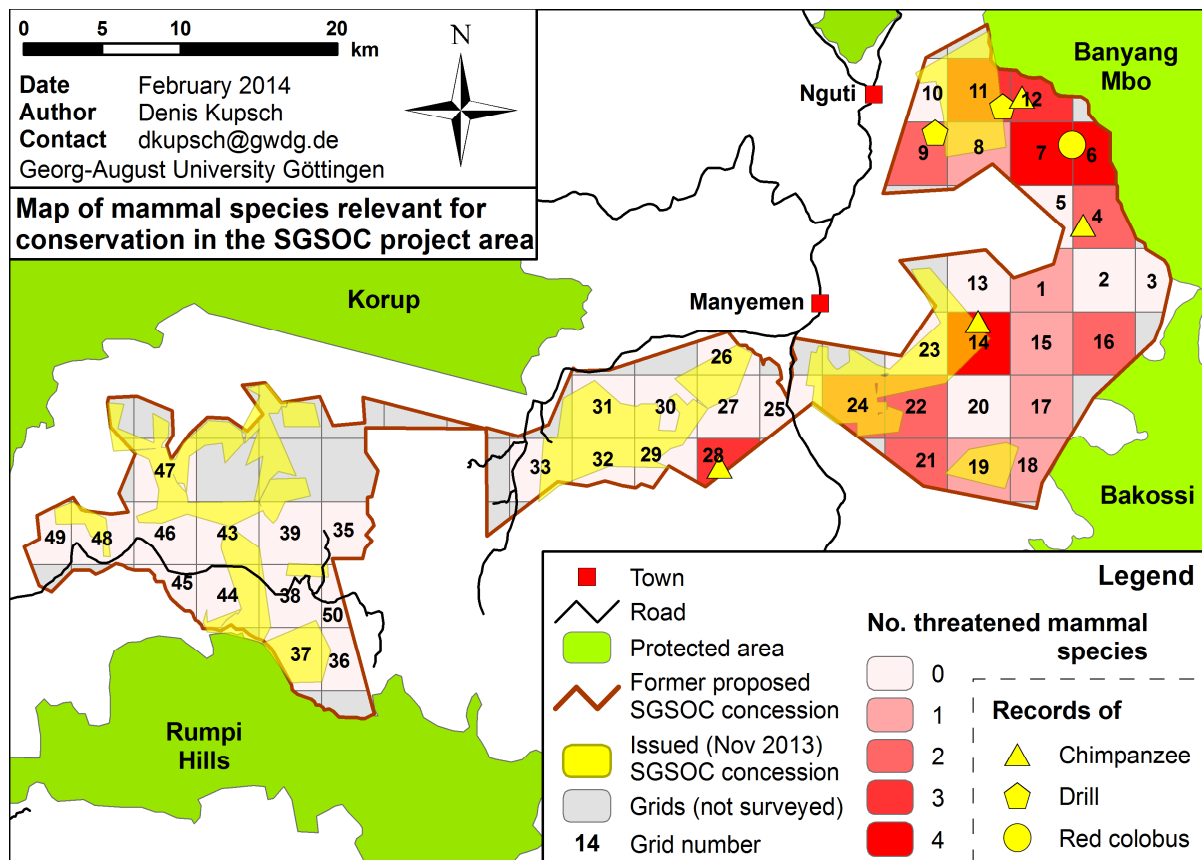 0 5 10 20
km
N
Date February 2014
Author Denis Kupsch
Contact dkupsch@gwdg.de
Georg-August University Göttingen
Map of mammal species relevant for
conservation in the SGSOC project area
Banyang
Mbo
Nguti
10 11 12
9 8 7 6
5 4
Korup
Manyemen
13 1 2 3
23 14 15 16
26
31 30 27 25 24 22 20 17
33 32 29 28 21 19 18
47
Bakossi
49 48 46 43 39 35
45 44 38 50
37 36
Rumpi
Hills
Legend
Town
Road
Protected area
Former proposed
SGSOC concession
Issued (Nov 2013)
SGSOC concession
Grids (not surveyed)
14 Grid number
No. threatened mammal
species
0
1
2
3
4
Records of
Chimpanzee
Drill
Red colobus